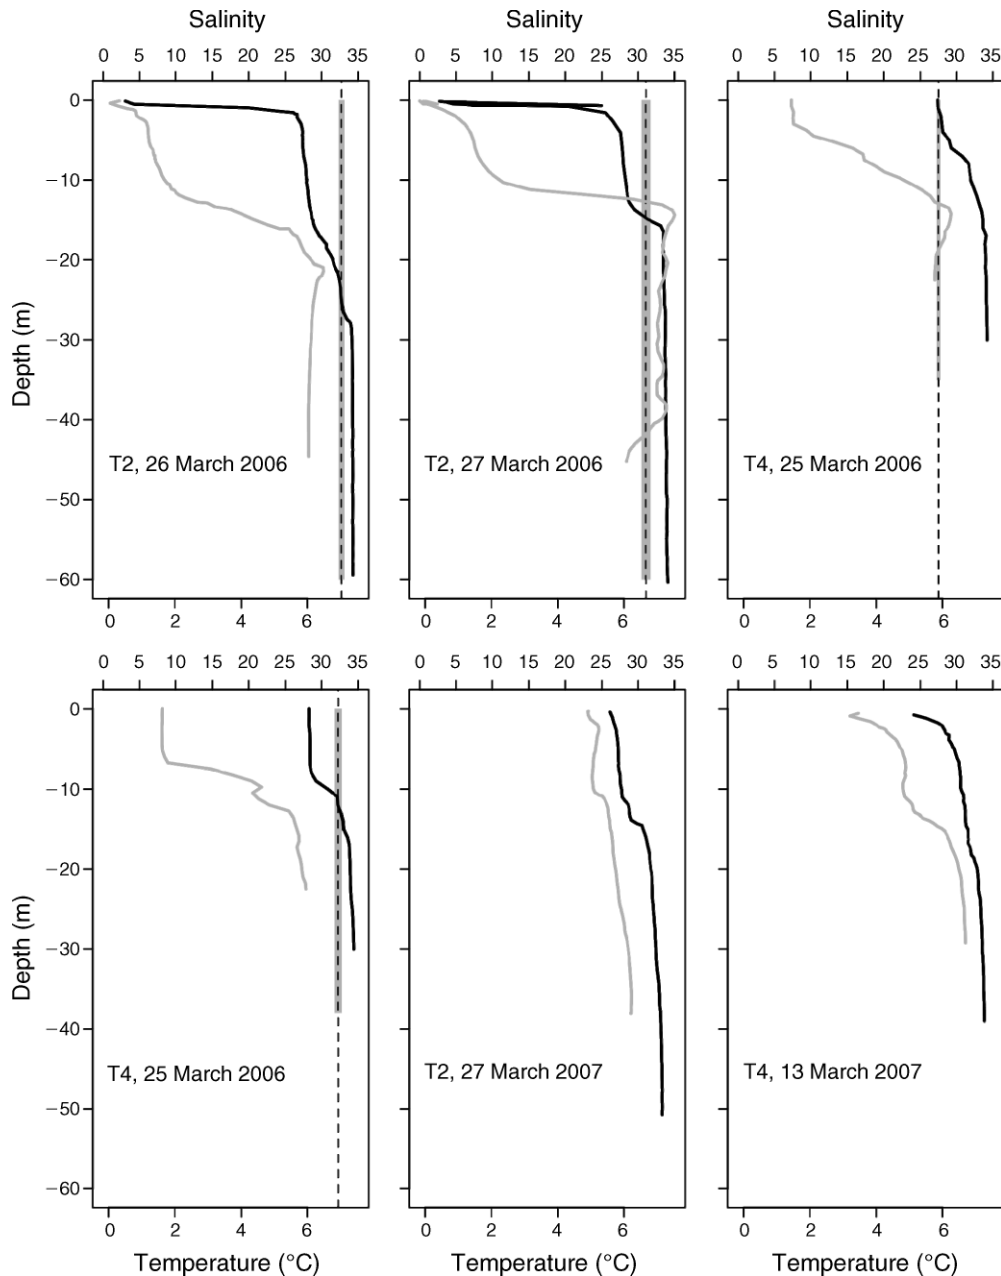 Salinity Salinity Salinity
0 5 10 15 20 25 30 35 0 5 10 15 20 25 30 35 0 5 10 15 20 25 30 35
0
−10
−20
−30
−40
−50
−60
Depth (m)
T2, 26 March 2006 T2, 27 March 2006 T4, 25 March 2006
0 2 4 6 0 2 4 6 0 2 4 6
0 5 10 15 20 25 30 35 0 5 10 15 20 25 30 35 0 5 10 15 20 25 30 35
0
−10
−20
−30
−40
−50
−60
Depth (m)
T4, 25 March 2006 T2, 27 March 2007 T4, 13 March 2007
0 2 4 6 0 2 4 6 0 2 4 6
Temperature (°C) Temperature (°C) Temperature (°C)